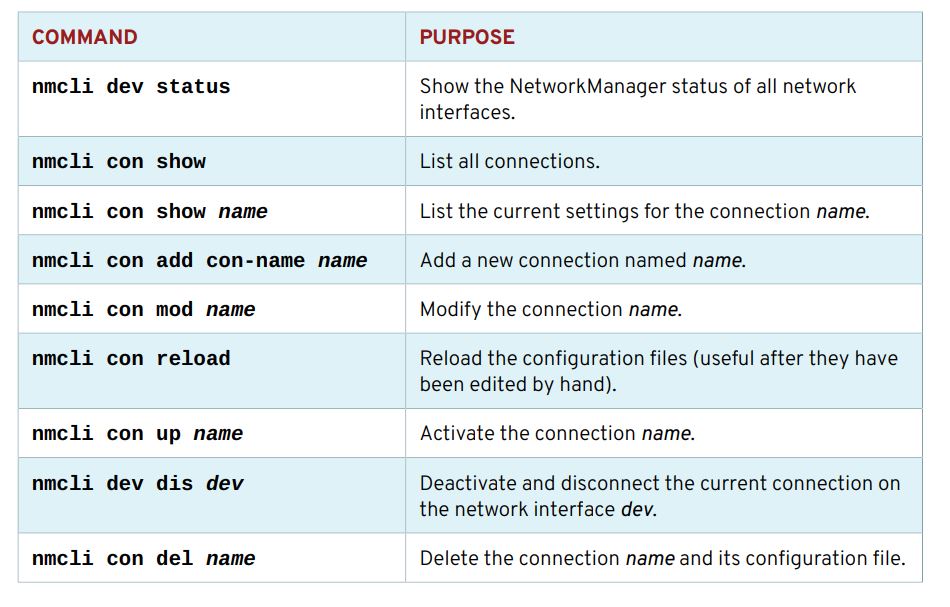 COMMAND PURPOSE
nmcli dev status Show the NetworkManager status of all network
interfaces.
nmcli con show List all connections.
nmcli con show name List the current settings for the connection name.
nmcli con add con-name name Add a new connection named name.
nmcli con mod name Modify the connection name.
nmcli con reload Reload the configuration files (useful after they have
been edited by hand).
nmcli con up name Activate the connection name.
nmcli dev dis dev Deactivate and disconnect the current connection on
the network interface dev.
nmcli con del name Delete the connection name and its configuration file.